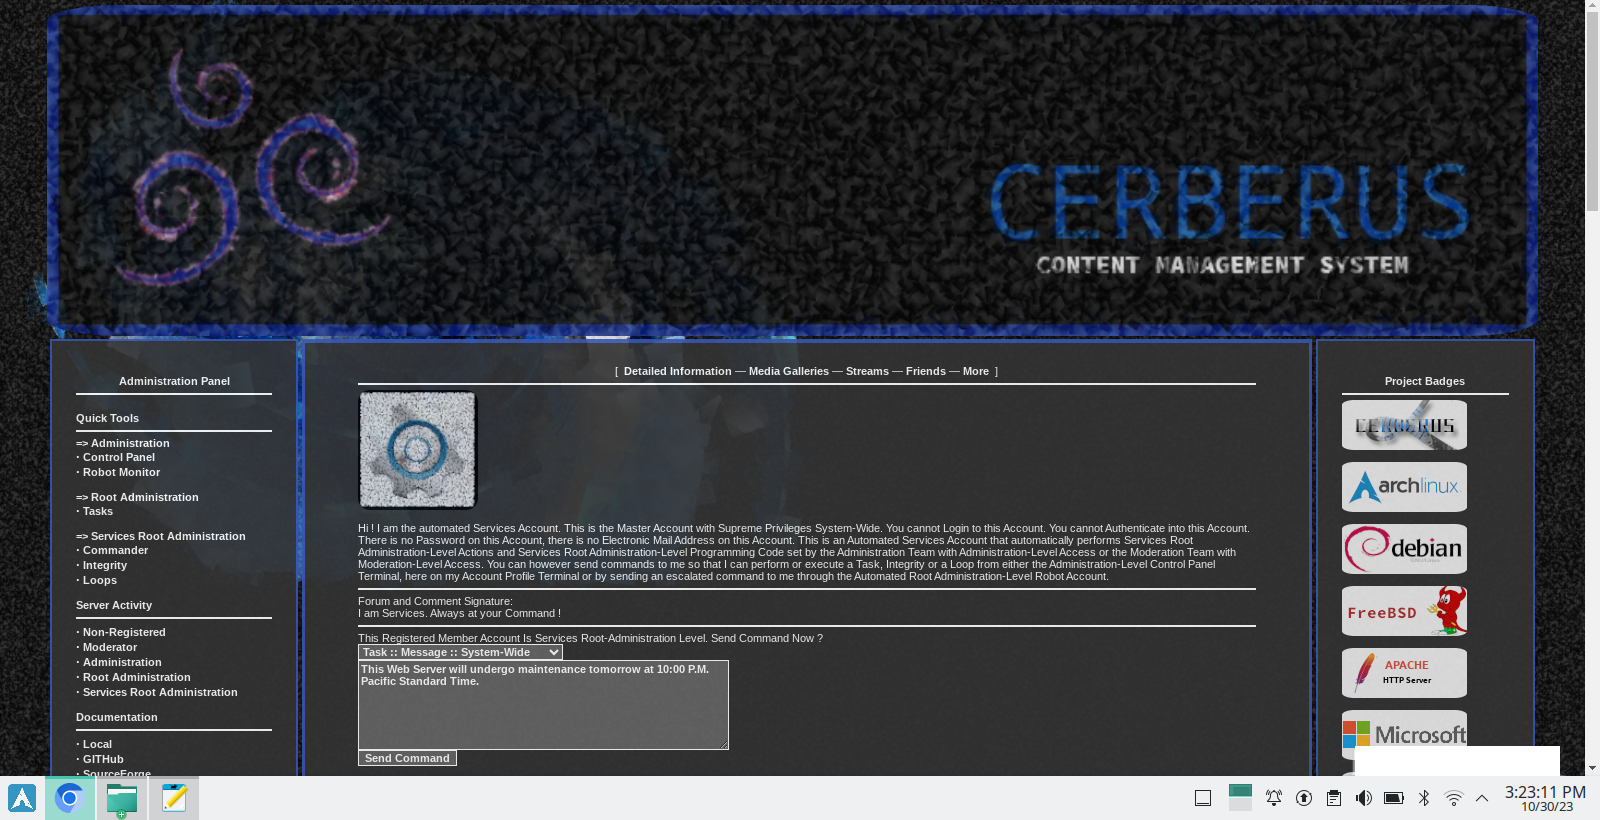 CERBERUS
CONTENT MANAGEMENT SYSTEM
Administration Panel
Quick Tools
=> Administration
· Control Panel
· Robot Monitor
=> Root Administration
· Tasks
=> Services Root Administration
· Commander
· Integrity
· Loops
Server Activity
· Non-Registered
· Moderator
· Administration
· Root Administration
· Services Root Administration
Documentation
· Local
· GITHub
· SourceForge
[ Detailed Information — Media Galleries — Streams — Friends — More ]
Hi ! I am the automated Services Account. This is the Master Account with Supreme Privileges System-Wide. You cannot Login to this Account. You cannot Authenticate into this Account.
There is no Password on this Account, there is no Electronic Mail Address on this Account. This is an Automated Services Account that automatically performs Services Root
Administration-Level Actions and Services Root Administration-Level Programming Code set by the Administration Team with Administration-Level Access or the Moderation Team with
Moderation-Level Access. You can however send commands to me so that I can perform or execute a Task, Integrity or a Loop from either the Administration-Level Control Panel
Terminal, here on my Account Profile Terminal or by sending an escalated command to me through the Automated Root Administration-Level Robot Account.
Forum and Comment Signature:
I am Services. Always at your Command !
This Registered Member Account Is Services Root-Administration Level. Send Command Now ?
Task :: Message :: System-Wide
This Web Server will undergo maintenance tomorrow at 10:00 P.M.
Pacific Standard Time.
Send Command
Project Badges
CERBERUS
archlinux
debian
FreeBSD
APACHE
HTTP Server
Microsoft
3:23:11 PM
10/30/23